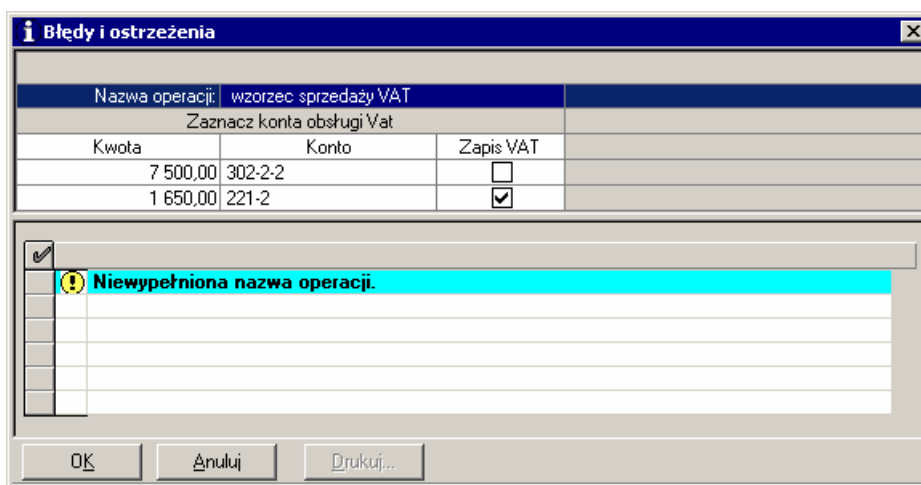 Błędy i ostrzeżenia
Nazwa operacji: wzorzec sprzedaży VAT
Zaznacz konta obsługi Vat
Kwota Konto Zapis VAT
7 500,00 302-2-2
1 650,00 221-2
Niewypełniona nazwa operacji.
OK Anuluj Drukuj...